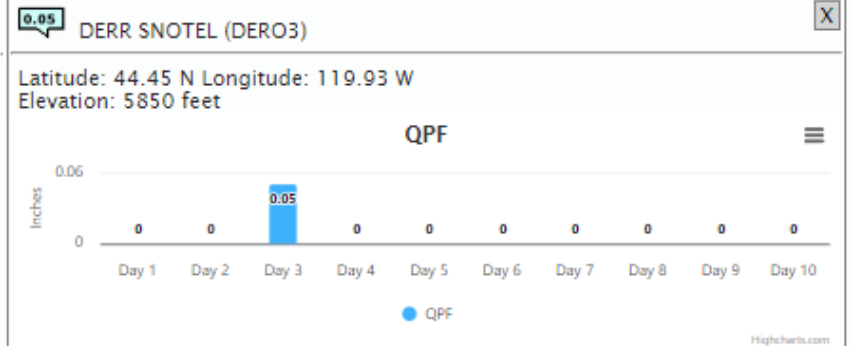 0.05 DERR SNOTEL (DERO3) X
Latitude: 44.45 N Longitude: 119.93 W
Elevation: 5850 feet
QPF
0.06
Inches
0.05
0 0 0 0 0 0 0 0 0 0
Day 1 Day 2 Day 3 Day 4 Day 5 Day 6 Day 7 Day 8 Day 9 Day 10
QPF
Highcharts.com